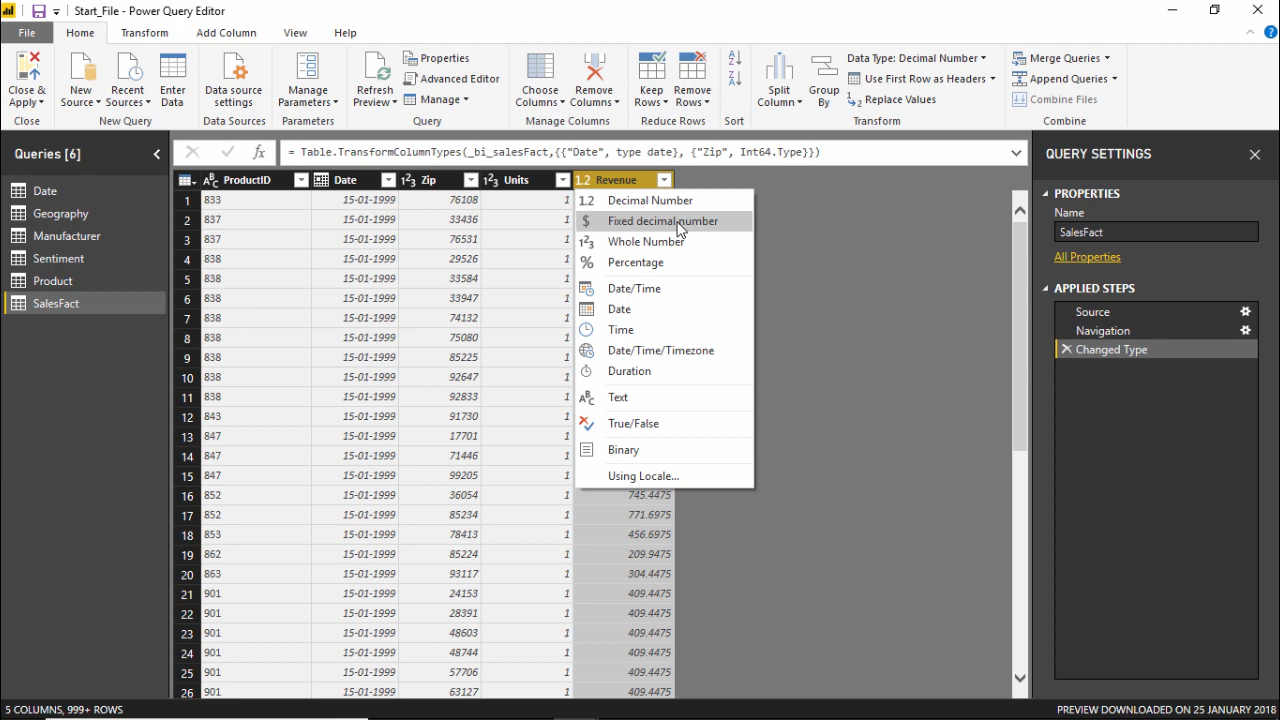 Start_File - Power Query Editor
File Home Transform Add Column View Help
Close & Apply
New Source
Recent Sources
Enter Data
Data source settings
Manage Parameters
Refresh Preview
Properties
Advanced Editor
Manage
Choose Columns
Remove Columns
Keep Rows
Remove Rows
Split Column
Group By
Data Type: Decimal Number
Use First Row as Headers
Replace Values
Merge Queries
Append Queries
Combine Files
Close New Query Data Sources Parameters Query Manage Columns Reduce Rows Sort Transform Combine
Queries [6]
Date
Geography
Manufacturer
Sentiment
Product
SalesFact
fx = Table.TransformColumnTypes(_bi_salesFact,{{"Date", type date}, {"Zip", Int64.Type}})
ProductID Date Zip Units Revenue
1 833 15-01-1999 76108 1
2 837 15-01-1999 33436 1
3 837 15-01-1999 76531 1
4 838 15-01-1999 29526 1
5 838 15-01-1999 33584 1
6 838 15-01-1999 33947 1
7 838 15-01-1999 74132 1
8 838 15-01-1999 75080 1
9 838 15-01-1999 85225 1
10 838 15-01-1999 92647 1
11 838 15-01-1999 92833 1
12 843 15-01-1999 91730 1
13 847 15-01-1999 17701 1
14 847 15-01-1999 71446 1
15 847 15-01-1999 99205 1
16 852 15-01-1999 36054 1 745.4475
17 852 15-01-1999 85234 1 771.6975
18 853 15-01-1999 78413 1 456.6975
19 862 15-01-1999 85224 1 209.9475
20 863 15-01-1999 93117 1 304.4475
21 901 15-01-1999 24153 1 409.4475
22 901 15-01-1999 28391 1 409.4475
23 901 15-01-1999 48603 1 409.4475
24 901 15-01-1999 48744 1 409.4475
25 901 15-01-1999 57706 1 409.4475
26 901 15-01-1999 63127 1 409.4475
1.2 Decimal Number
$ Fixed decimal number
123 Whole Number
% Percentage
Date/Time
Date
Time
Date/Time/Timezone
Duration
ABC Text
True/False
Binary
Using Locale...
QUERY SETTINGS
PROPERTIES
Name
SalesFact
All Properties
APPLIED STEPS
Source
Navigation
Changed Type
5 COLUMNS, 999+ ROWS
PREVIEW DOWNLOADED ON 25 JANUARY 2018